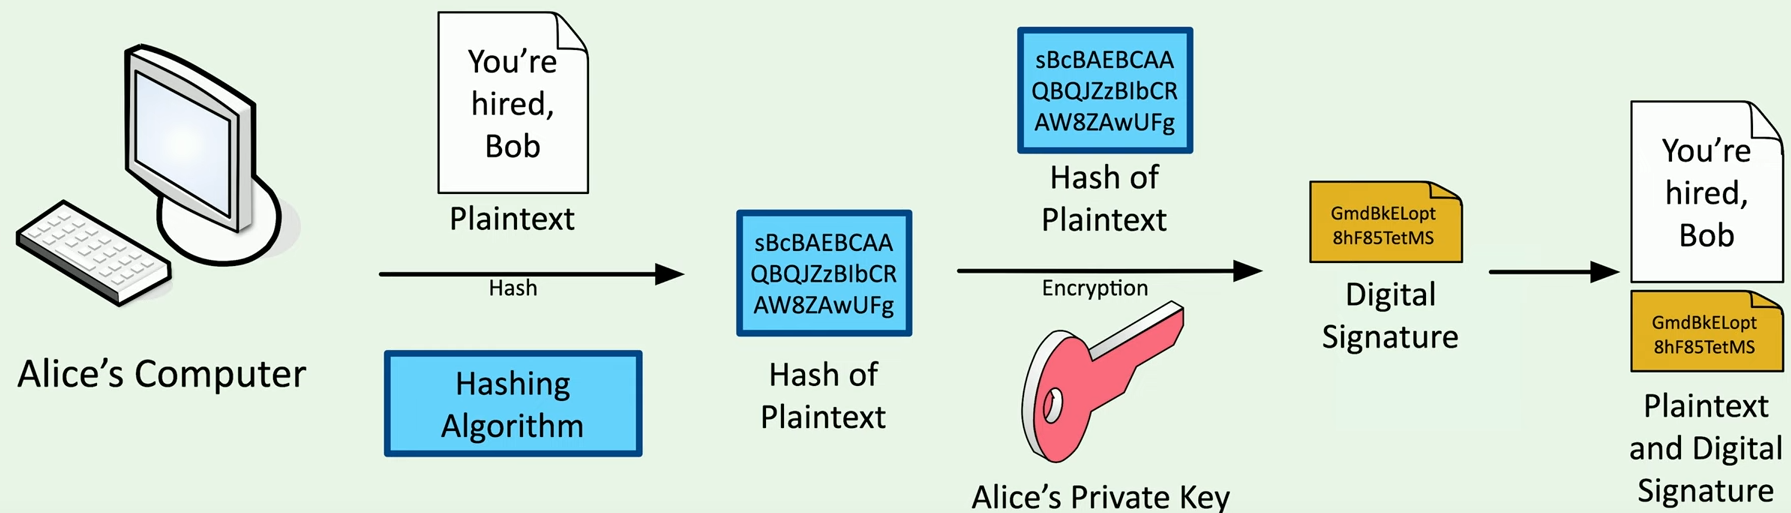 Alice's Computer
You're
hired,
Bob
Plaintext
Hash
Hashing
Algorithm
sBcBAEBCAA
QBQJZzBIbCR
AW8ZAwUFg
Hash of
Plaintext
sBcBAEBCAA
QBQJZzBIbCR
AW8ZAwUFg
Hash of
Plaintext
Encryption
Alice's Private Key
GmdBkELopt
8hF85TetMS
Digital
Signature
You're
hired,
Bob
GmdBkELopt
8hF85TetMS
Plaintext
and Digital
Signature